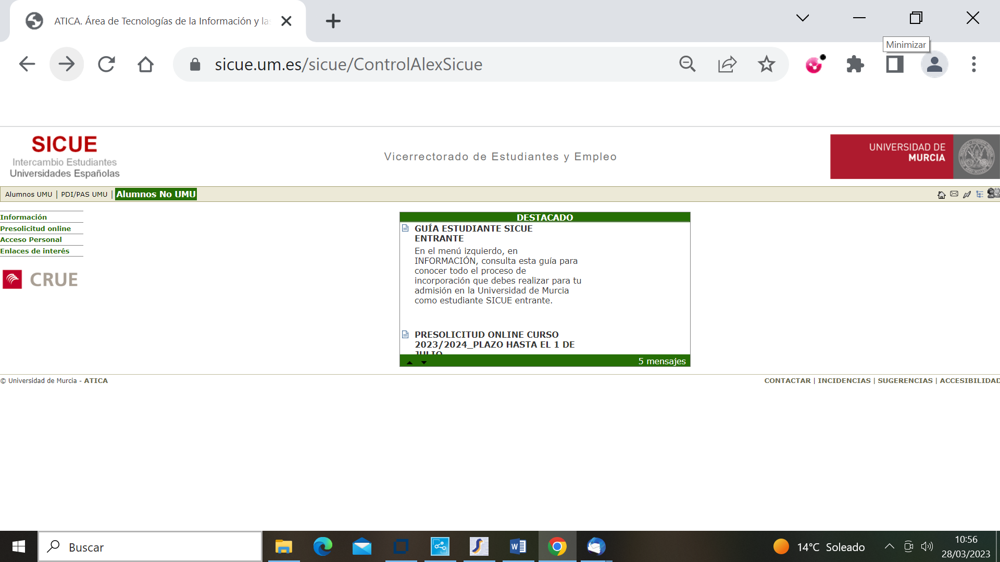 ATICA. Área de Tecnologías de la Información y las
Minimizar
sicue.um.es/sicue/ControlAlexSicue
SICUE
Intercambio Estudiantes
Universidades Españolas
Vicerrectorado de Estudiantes y Empleo
UNIVERSIDAD DE
MURCIA
Alumnos UMU | PDI/PAS UMU | Alumnos No UMU
Información
Presolicitud online
Acceso Personal
Enlaces de interés
CRUE
DESTACADO
GUÍA ESTUDIANTE SICUE
ENTRANTE
En el menú izquierdo, en
INFORMACIÓN, consulta esta guía para
conocer todo el proceso de
incorporación que debes realizar para tu
admisión en la Universidad de Murcia
como estudiante SICUE entrante.
PRESOLICITUD ONLINE CURSO
2023/2024_PLAZO HASTA EL 1 DE
JULIO
5 mensajes
© Universidad de Murcia - ATICA
CONTACTAR | INCIDENCIAS | SUGERENCIAS | ACCESIBILIDAD
Buscar
14°C Soleado
10:56
28/03/2023